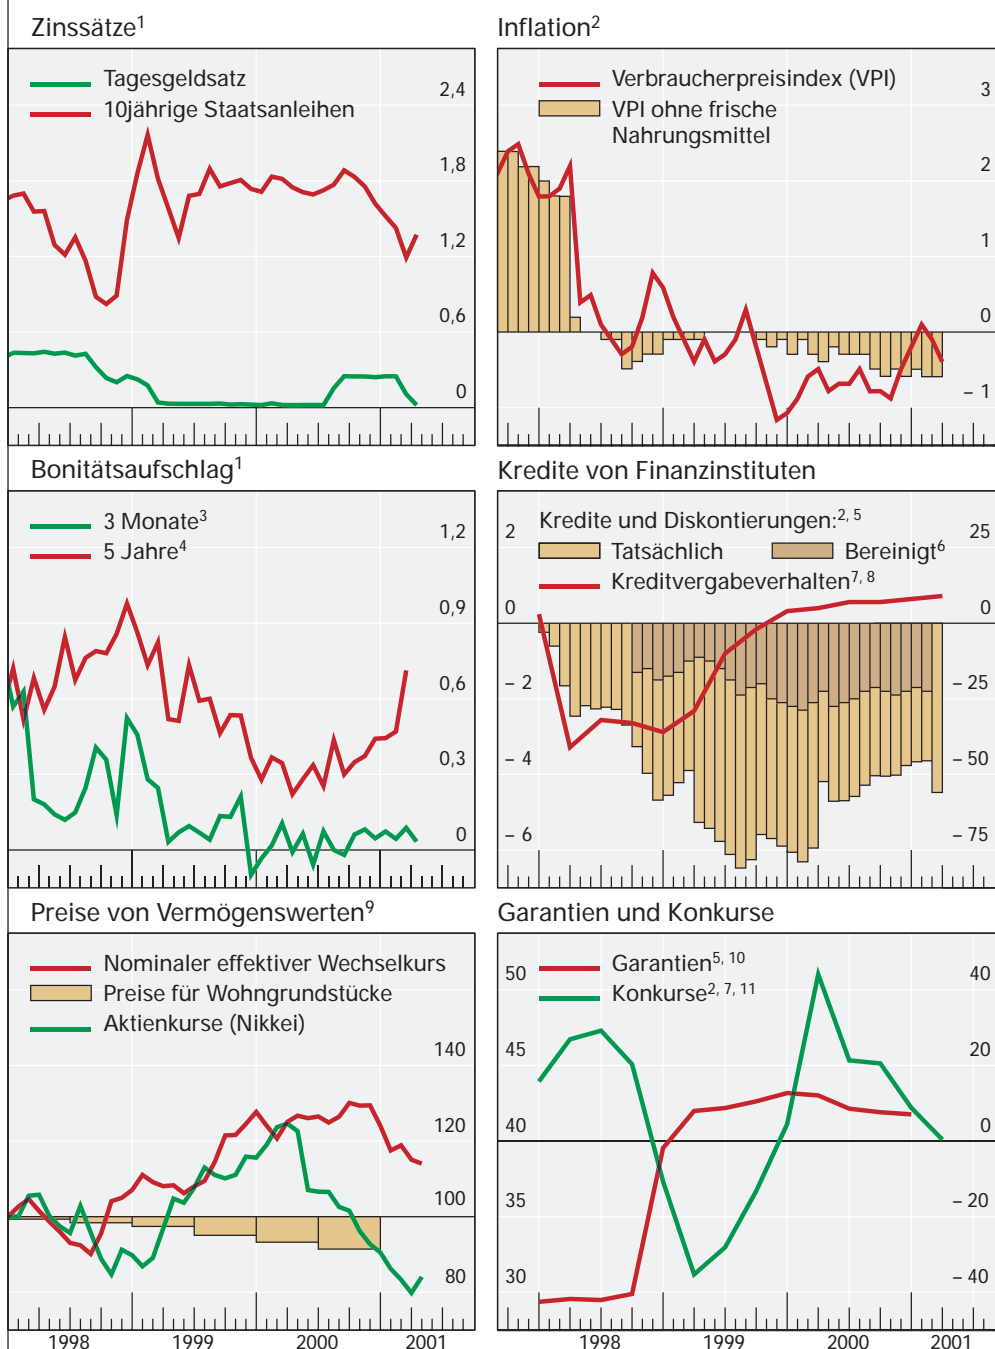 Zinssätze¹
Tagesgeldsatz
10jährige Staatsanleihen
2,4
1,8
1,2
0,6
0
Inflation²
Verbraucherpreisindex (VPI)
VPI ohne frische
Nahrungsmittel
3
2
1
0
– 1
Bonitätsaufschlag¹
3 Monate³
5 Jahre⁴
1,2
0,9
0,6
0,3
0
Kredite von Finanzinstituten
Kredite und Diskontierungen:²,⁵
Tatsächlich Bereinigt⁶
Kreditvergabeverhalten⁷,⁸
2 25
0 0
– 2 – 25
– 4 – 50
– 6 – 75
Preise von Vermögenswerten⁹
Nominaler effektiver Wechselkurs
Preise für Wohngrundstücke
Aktienkurse (Nikkei)
140
120
100
80
1998 1999 2000 2001
Garantien und Konkurse
Garantien⁵,¹⁰
Konkurse²,⁷,¹¹
50 40
45 20
40 0
35 – 20
30 – 40
1998 1999 2000 2001